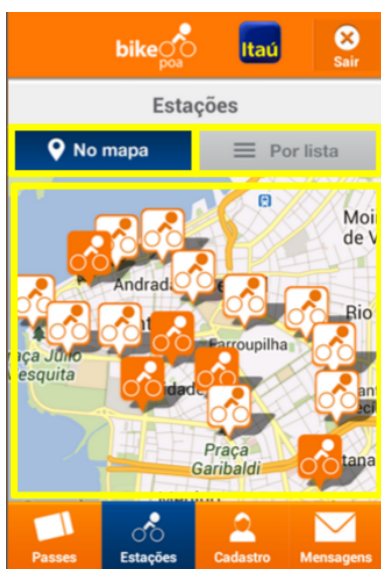 bike
poa
Itaú
Sair
Estações
No mapa
Por lista
Moi
de V
Andrad
Rio
Farroupilha
aça Júlio
esquita
idade
Praça
Garibaldi
tana
Passes
Estações
Cadastro
Mensagens